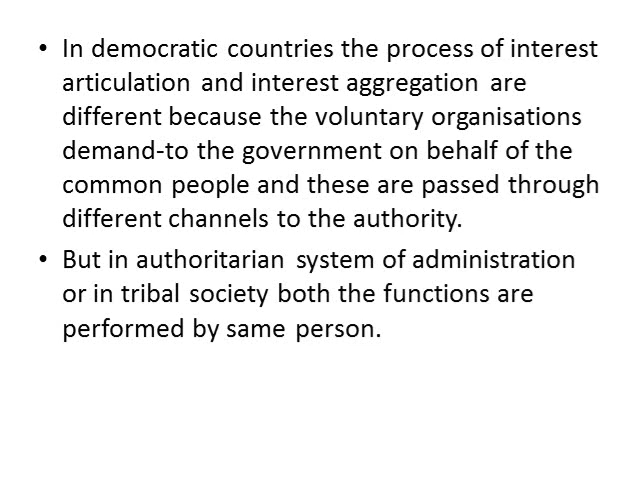 • In democratic countries the process of interest
articulation and interest aggregation are
different because the voluntary organisations
demand-to the government on behalf of the
common people and these are passed through
different channels to the authority.
• But in authoritarian system of administration
or in tribal society both the functions are
performed by same person.